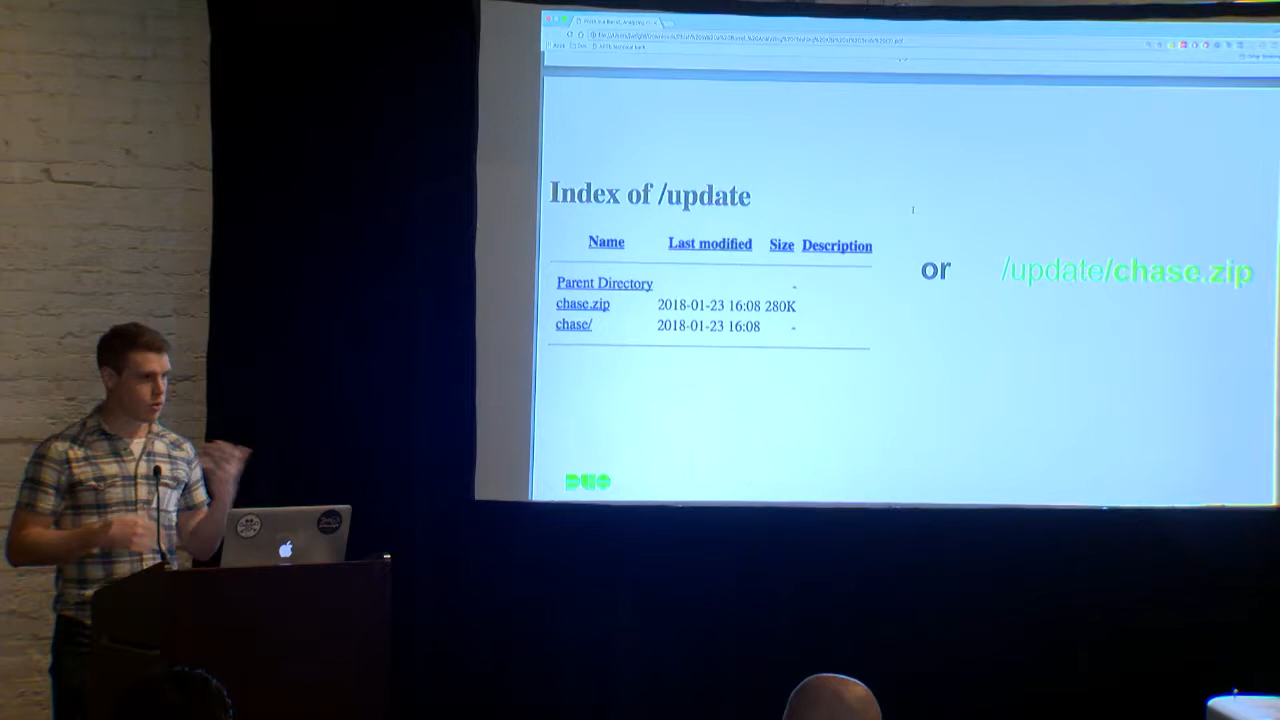 Index of /update
Name Last modified Size Description
Parent Directory -
chase.zip 2018-01-23 16:08 280K
chase/ 2018-01-23 16:08 -
or /update/chase.zip
DUO